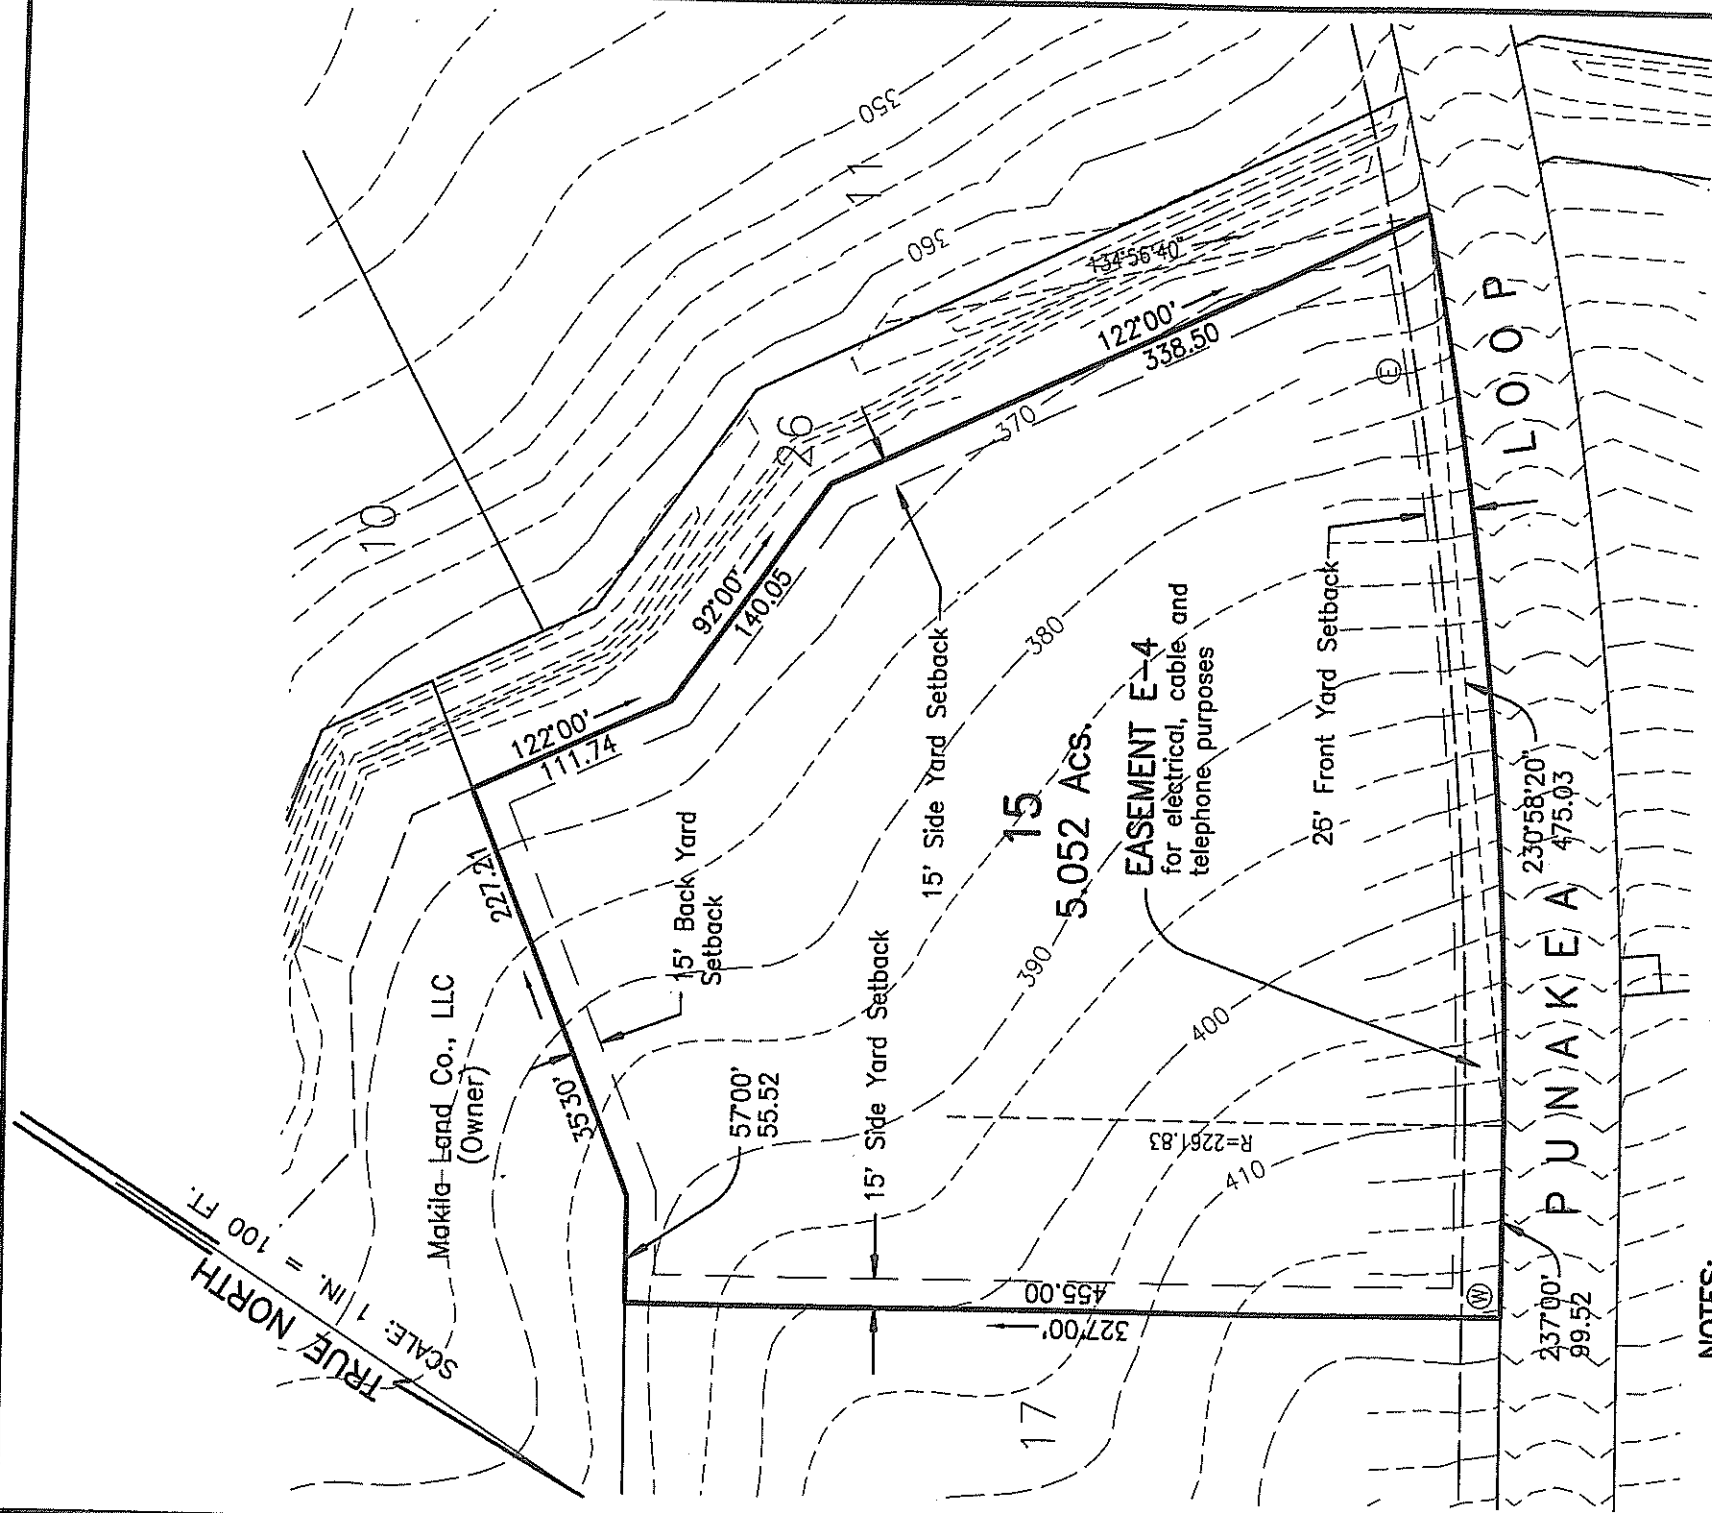 TRUE NORTH
SCALE: 1 IN. = 100 FT.
10
11
350
360
46
Makila Land Co., LLC
(Owner)
35°30'
227.21
122°00'
111.74
92°00'
140.05
122°00'
338.50
134°56'40"
370
15' Back Yard
Setback
57°00'
55.52
15' Side Yard Setback
15' Side Yard Setback
380
390
400
410
15
5.052 Acs.
EASEMENT E-4
for electrical, cable and
telephone purposes
25' Front Yard Setback
E
W
R=2261.83
455.00
327°00'
17
237°00'
99.52
230°58'20"
475.03
PUNAKEA LOOP
NOTES: